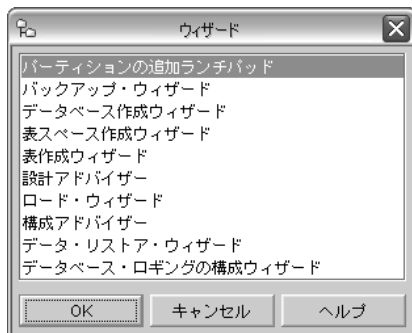 ウィザード
パーティションの追加ランチパッド
バックアップ・ウィザード
データベース作成ウィザード
表スペース作成ウィザード
表作成ウィザード
設計アドバイザー
ロード・ウィザード
構成アドバイザー
データ・リストア・ウィザード
データベース・ロギングの構成ウィザード
OK キャンセル ヘルプ